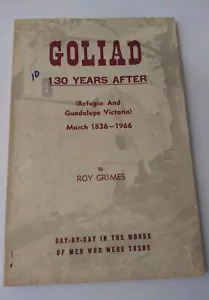 GOLIAD
130 YEARS AFTER
(Refugio And
Guadalupe Victoria)
March 1836-1966
By
ROY GRIMES
DAY-BY-DAY IN THE WORDS
OF MEN WHO WERE THERE